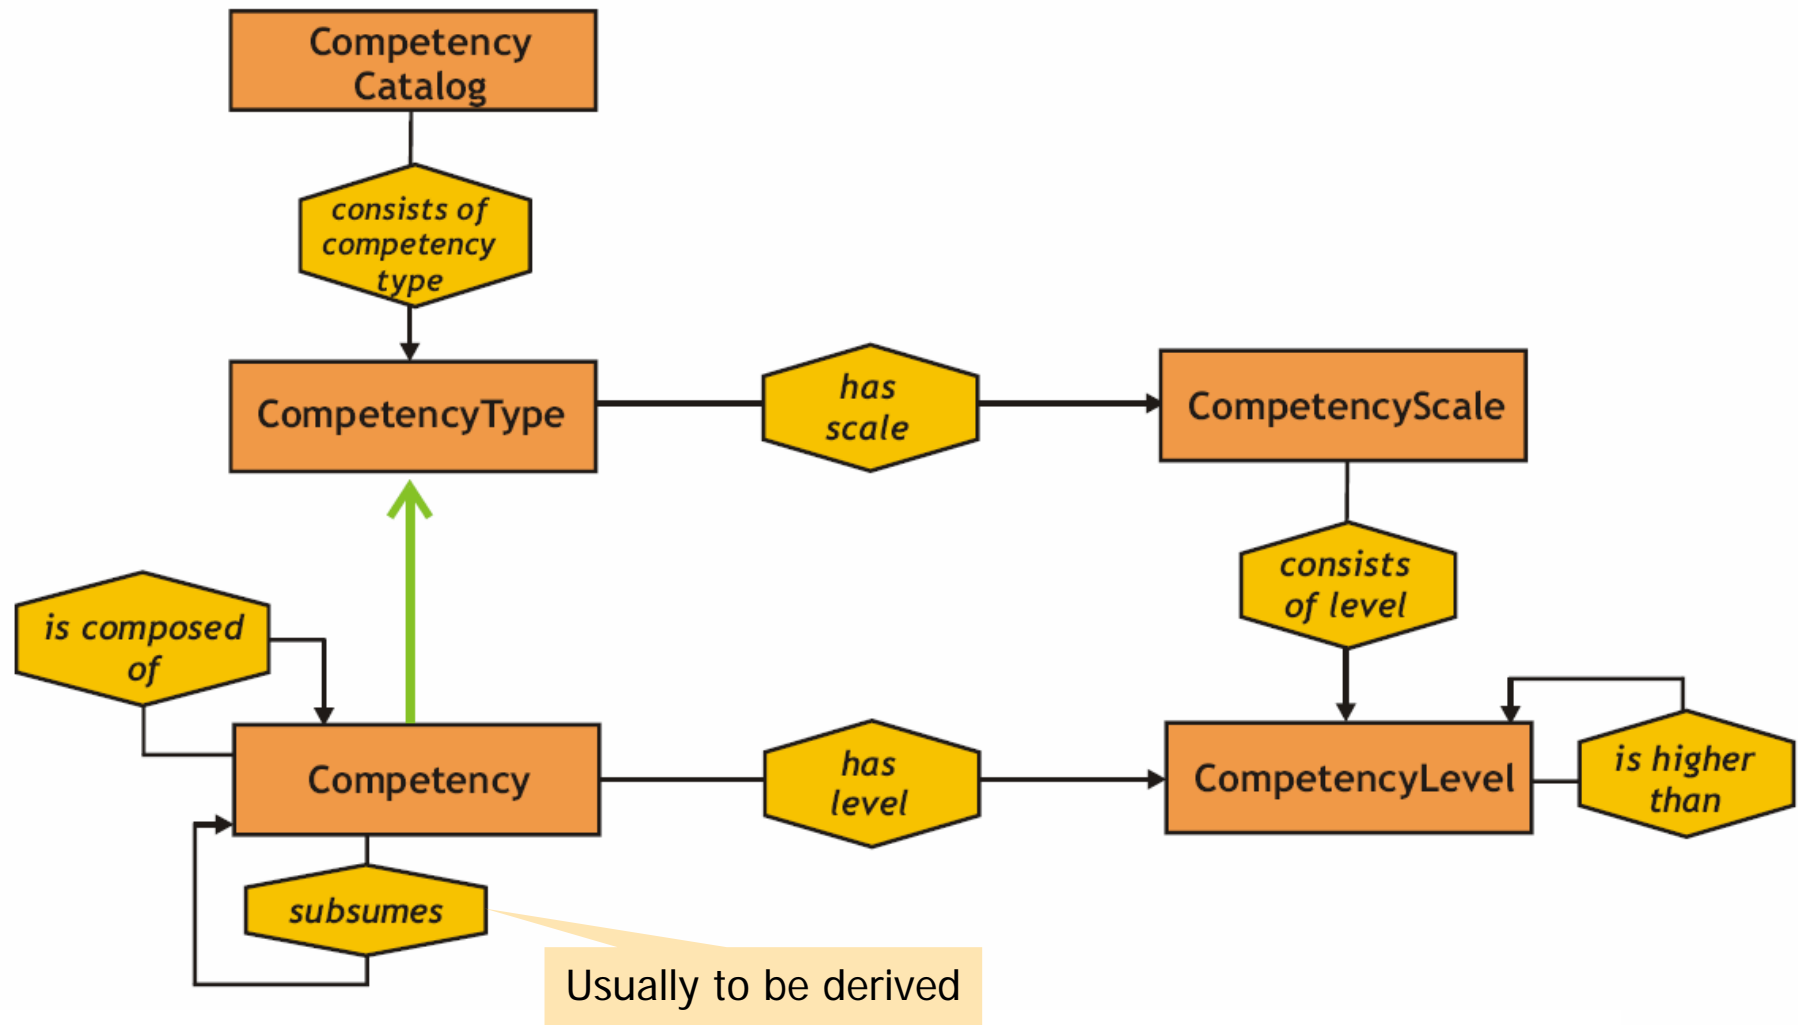 Competency
Catalog
consists of
competency
type
CompetencyType
has
scale
CompetencyScale
consists
of level
is composed
of
Competency
has
level
CompetencyLevel
is higher
than
subsumes
Usually to be derived